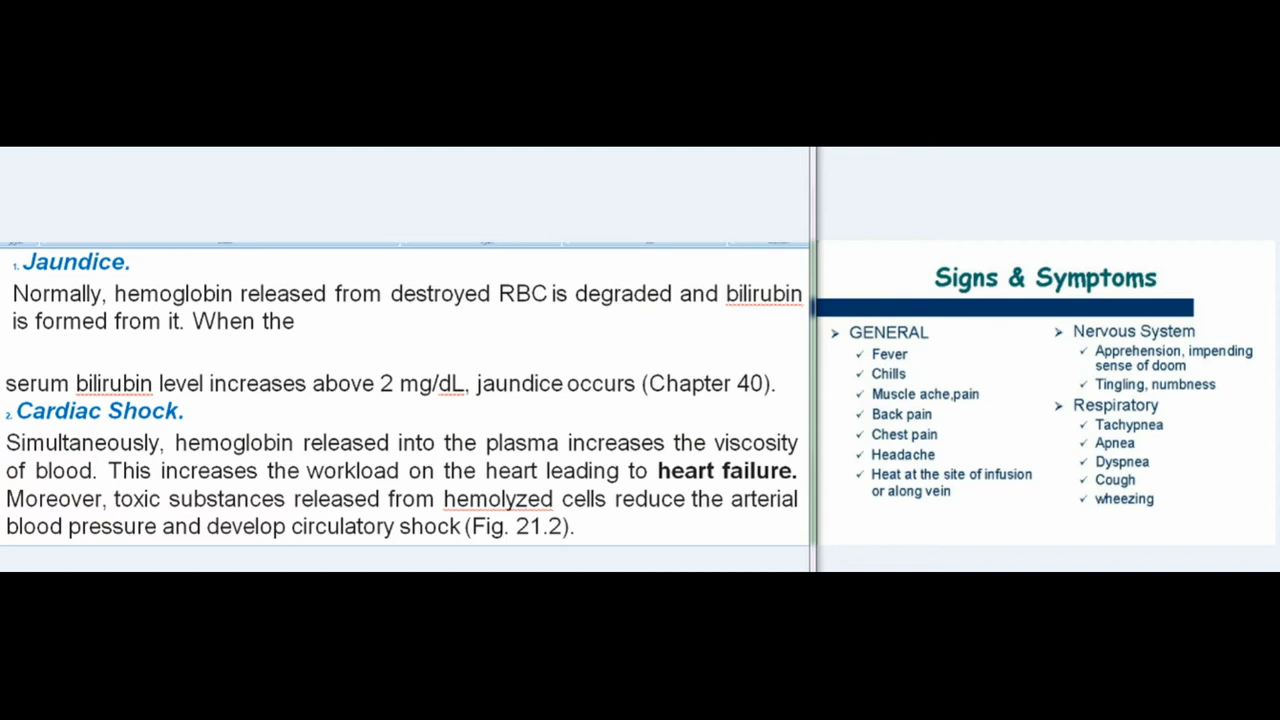 1. Jaundice.
Normally, hemoglobin released from destroyed RBC is degraded and bilirubin
is formed from it. When the
serum bilirubin level increases above 2 mg/dL, jaundice occurs (Chapter 40).
2. Cardiac Shock.
Simultaneously, hemoglobin released into the plasma increases the viscosity
of blood. This increases the workload on the heart leading to heart failure.
Moreover, toxic substances released from hemolyzed cells reduce the arterial
blood pressure and develop circulatory shock (Fig. 21.2).
Signs & Symptoms
GENERAL
Fever
Chills
Muscle ache,pain
Back pain
Chest pain
Headache
Heat at the site of infusion
or along vein
Nervous System
Apprehension, impending
sense of doom
Tingling, numbness
Respiratory
Tachypnea
Apnea
Dyspnea
Cough
wheezing